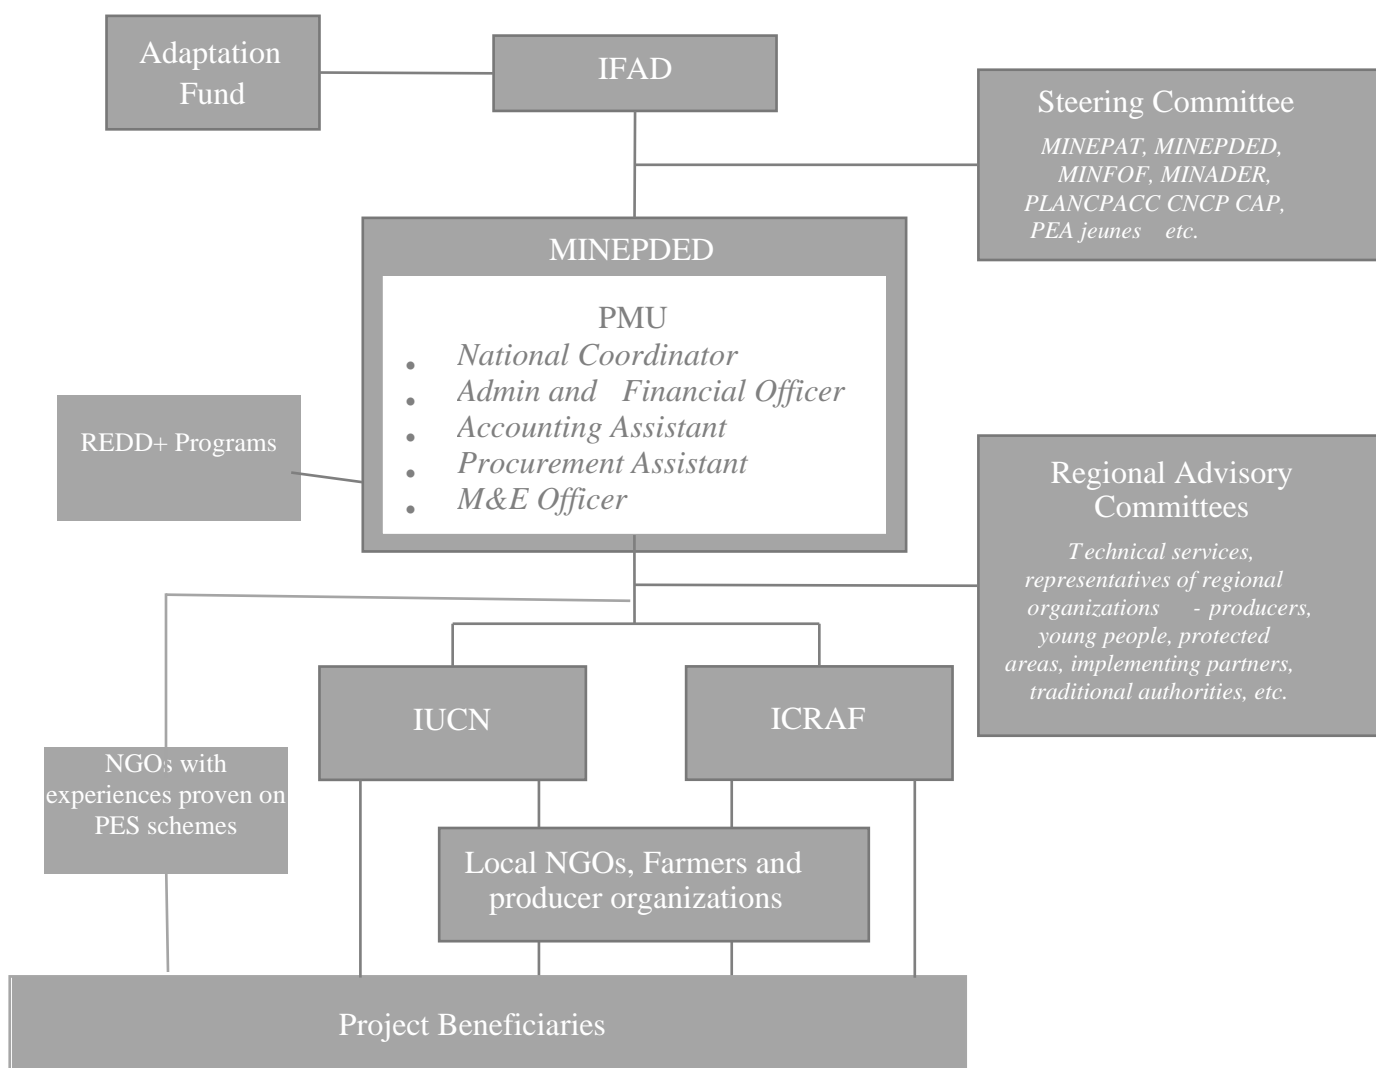 Adaptation
Fund
IFAD
Steering Committee
MINEPAT, MINEPDED,
MINFOF, MINADER,
PLANCPACC CNCP CAP,
PEA jeunes etc.
MINEPDED
PMU
• National Coordinator
• Admin and Financial Officer
• Accounting Assistant
• Procurement Assistant
• M&E Officer
REDD+ Programs
Regional Advisory
Committees
Technical services,
representatives of regional
organizations - producers,
young people, protected
areas, implementing partners,
traditional authorities, etc.
IUCN
ICRAF
NGOs with
experiences proven on
PES schemes
Local NGOs, Farmers and
producer organizations
Project Beneficiaries